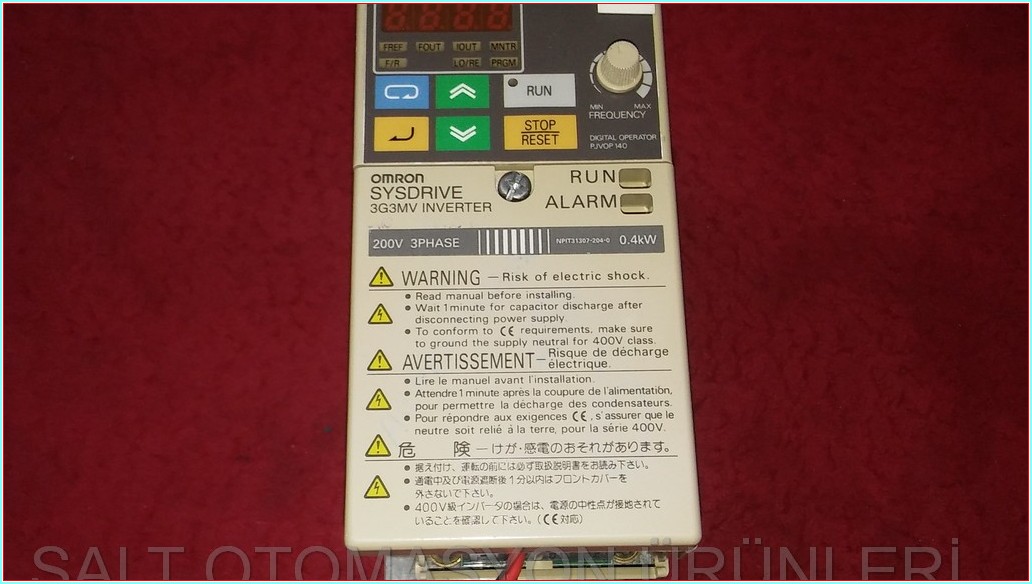 8.8.8.8.
FREF FOUT IOUT MNTR
F/R LO/RE PRGM
RUN
STOP
RESET
MIN MAX
FREQUENCY
DIGITAL OPERATOR
PJVOP140
OMRON
SYSDRIVE
3G3MV INVERTER
RUN
ALARM
200V 3PHASE NPIT31307-204-0 0.4kW
WARNING — Risk of electric shock.
● Read manual before installing.
● Wait 1minute for capacitor discharge after
disconnecting power supply.
● To conform to CE requirements, make sure
to ground the supply neutral for 400V class.
AVERTISSEMENT — Risque de décharge
électrique.
● Lire le manuel avant l'installation.
● Attendre1minute après la coupure de l'alimentation,
pour permettre la décharge des condensateurs.
● Pour répondre aux exigences CE, s'assurer que le
neutre soit relié à la terre, pour la série 400V.
危 険 —けが・感電のおそれがあります。
● 据え付け、運転の前には必ず取扱説明書をお読み下さい。
● 通電中及び電源遮断後1分以内はフロントカバーを
外さないで下さい。
● 400V級インバータの場合は、電源の中性点が接地されて
いることを確認して下さい。(CE対応)
SALT OTOMASYON ÜRÜNLERİ